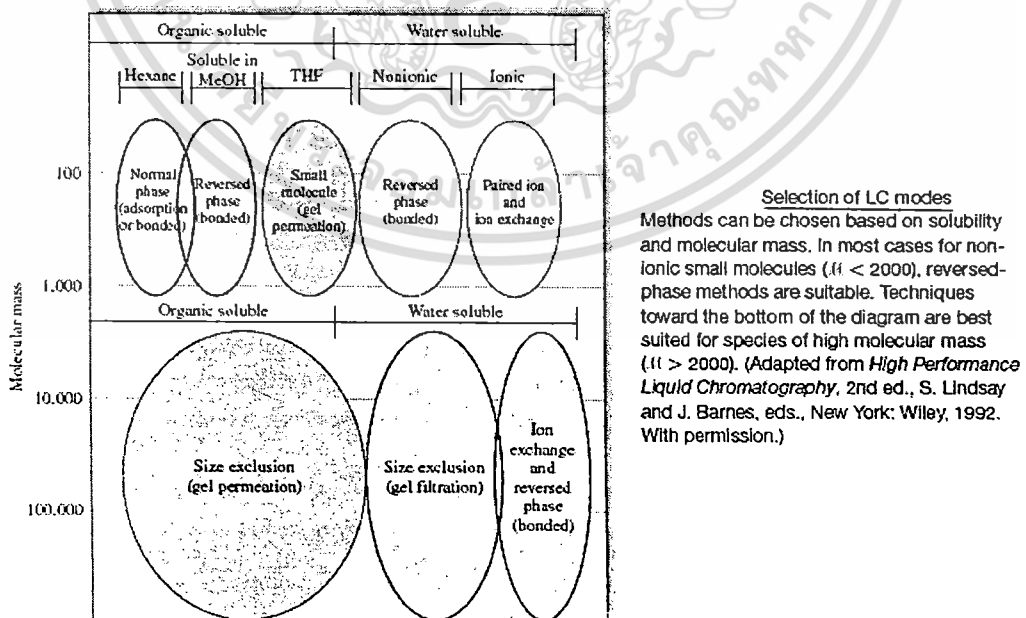 Organic soluble
Water soluble
Hexane
Soluble in
MeOH
THF
Nonionic
Ionic
100
Normal
phase
(adsorption
or bonded)
Reversed
phase
(bonded)
Small
molecule
(gel
permeation)
Reversed
phase
(bonded)
Paired ion
and
ion exchange
1.000
Organic soluble
Water soluble
Molecular mass
10.000
100.000
Size exclusion
(gel permeation)
Size exclusion
(gel filtration)
Ion
exchange
and
reversed
phase
(bonded)
Selection of LC modes
Methods can be chosen based on solubility
and molecular mass. In most cases for non-
ionic small molecules ( < 2000), reversed-
phase methods are suitable. Techniques
toward the bottom of the diagram are best
suited for species of high molecular mass
( > 2000). (Adapted from High Performance
Liquid Chromatography, 2nd ed., S. Lindsay
and J. Barnes, eds., New York: Wiley, 1992.
With permission.)